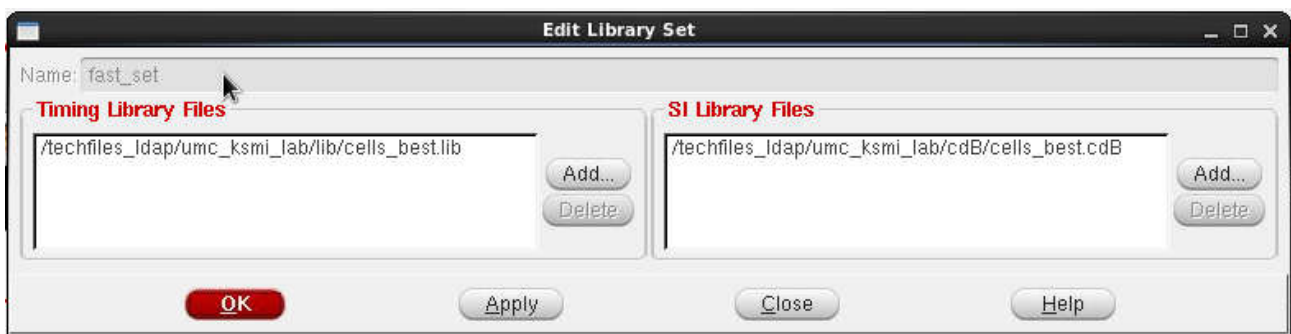 Edit Library Set
Name: fast_set
Timing Library Files
/techfiles_ldap/umc_ksmi_lab/lib/cells_best.lib
Add...
Delete
SI Library Files
/techfiles_ldap/umc_ksmi_lab/cdB/cells_best.cdB
Add...
Delete
OK
Apply
Close
Help